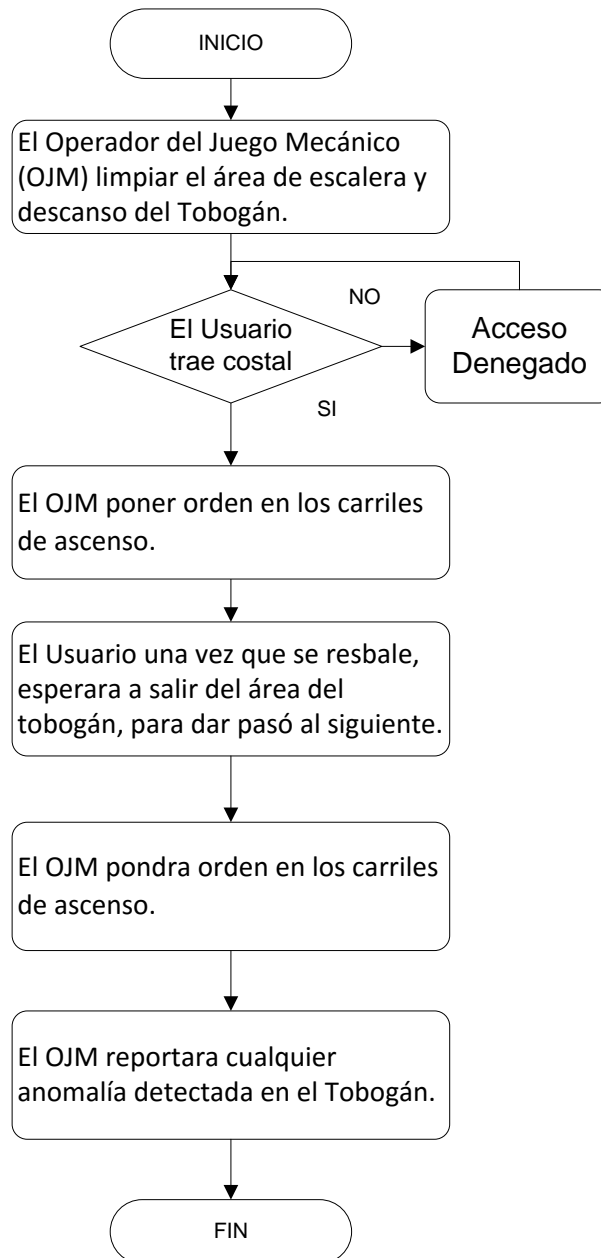 INICIO
El Operador del Juego Mecánico
(OJM) limpiar el área de escalera y
descanso del Tobogán.
NO
El Usuario
trae costal
Acceso
Denegado
SI
El OJM poner orden en los carriles
de ascenso.
El Usuario una vez que se resbale,
esperara a salir del área del
tobogán, para dar pasó al siguiente.
El OJM pondra orden en los carriles
de ascenso.
El OJM reportara cualquier
anomalía detectada en el Tobogán.
FIN